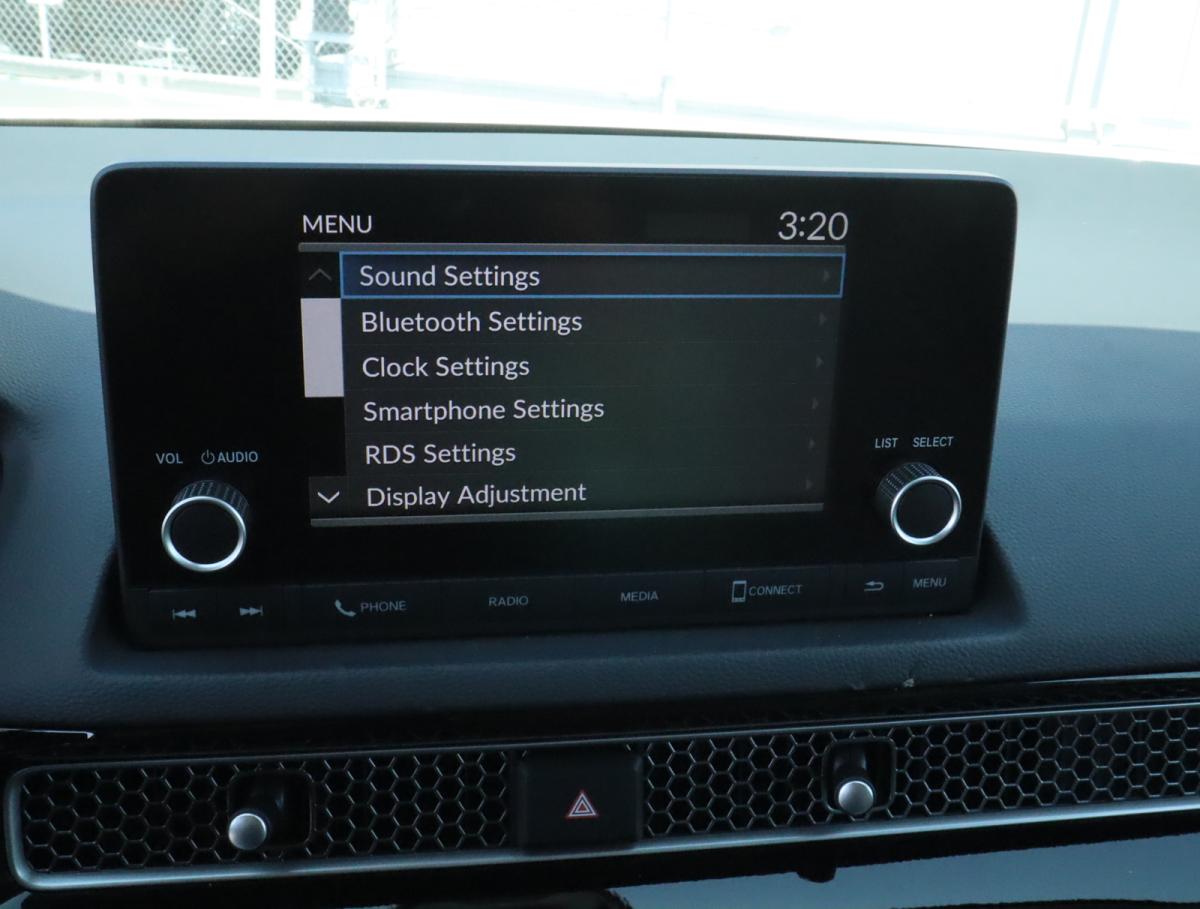 MENU 3:20
Sound Settings
Bluetooth Settings
Clock Settings
Smartphone Settings
RDS Settings
Display Adjustment
VOL AUDIO
LIST SELECT
PHONE RADIO MEDIA CONNECT MENU